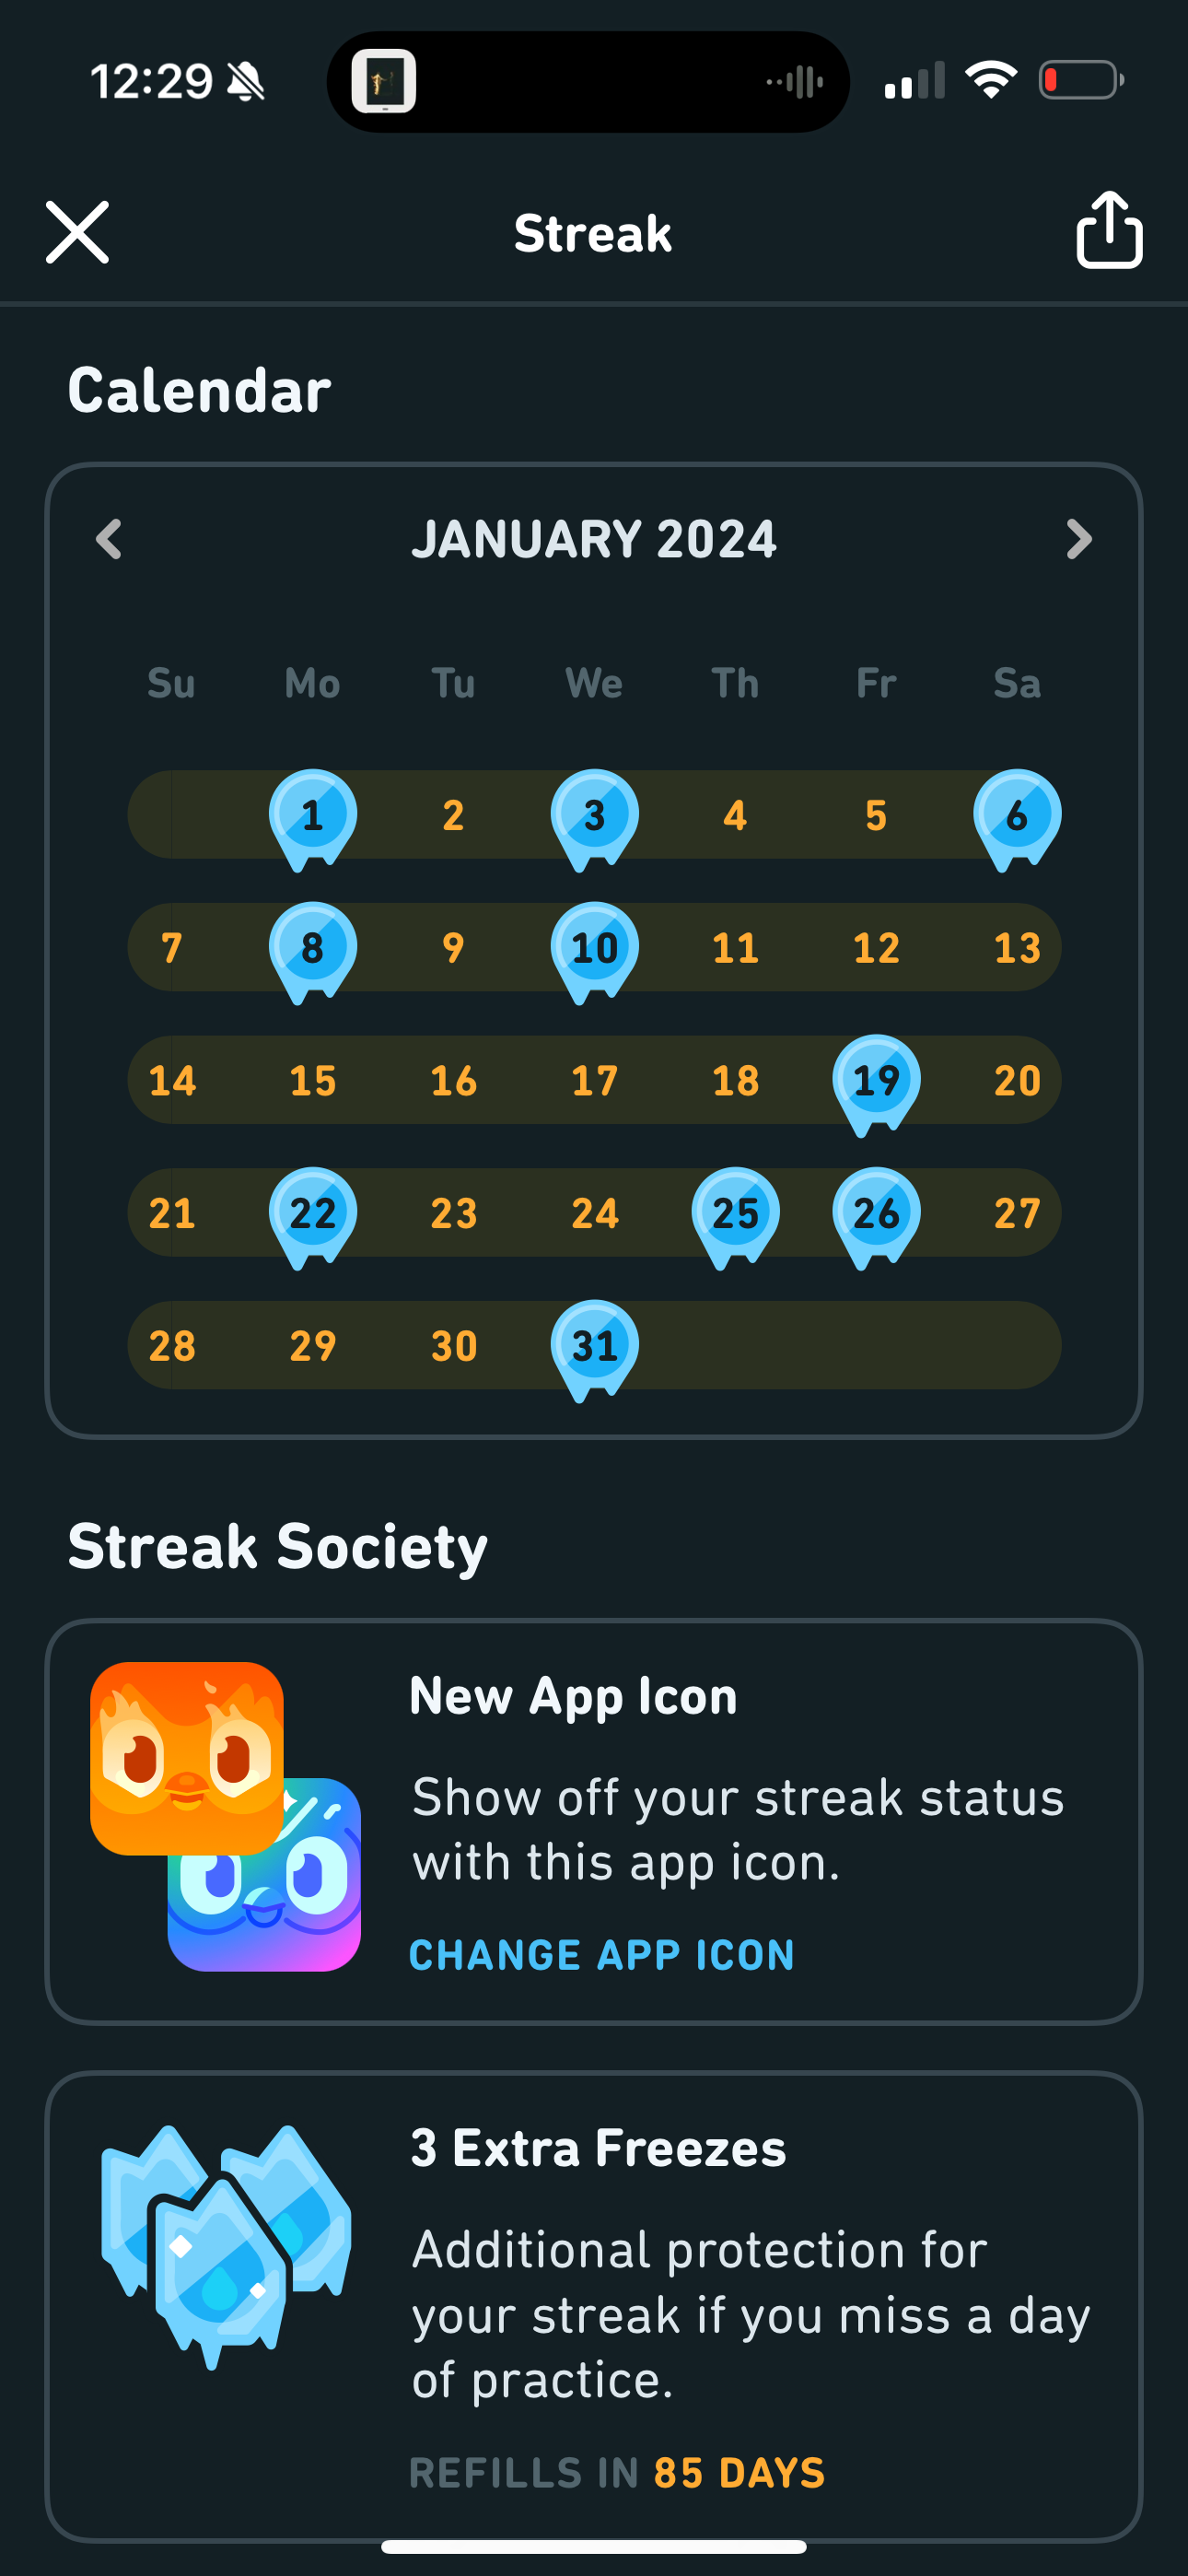 12:29
Streak
Calendar
JANUARY 2024
Su Mo Tu We Th Fr Sa
1 2 3 4 5 6
7 8 9 10 11 12 13
14 15 16 17 18 19 20
21 22 23 24 25 26 27
28 29 30 31
Streak Society
New App Icon
Show off your streak status
with this app icon.
CHANGE APP ICON
3 Extra Freezes
Additional protection for
your streak if you miss a day
of practice.
REFILLS IN 85 DAYS